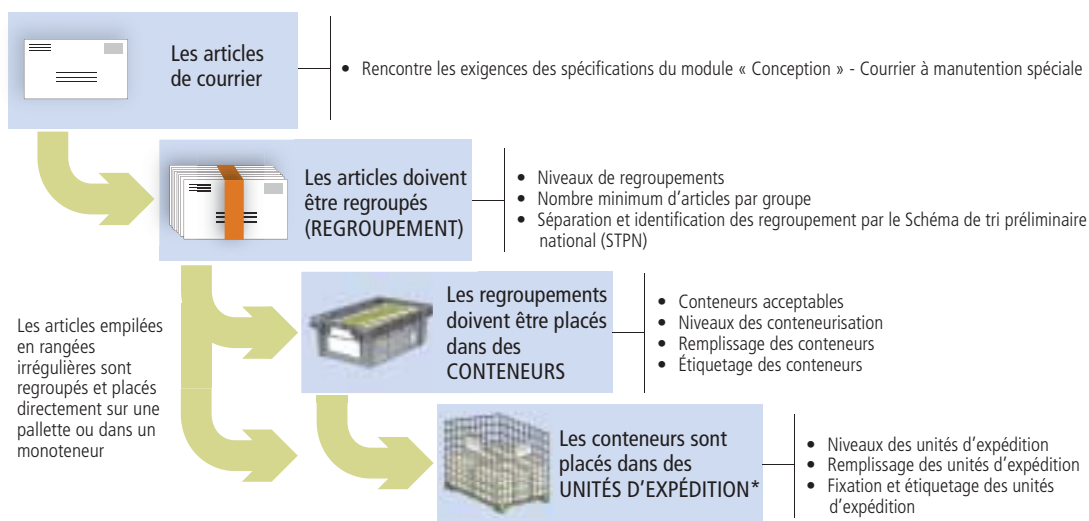 Les articles
de courrier
• Rencontre les exigences des spécifications du module « Conception » - Courrier à manutention spéciale
Les articles doivent
être regroupés
(REGROUPEMENT)
• Niveaux de regroupements
• Nombre minimum d'articles par groupe
• Séparation et identification des regroupement par le Schéma de tri préliminaire
national (STPN)
Les articles empilées
en rangées
irrégulières sont
regroupés et placés
directement sur une
pallette ou dans un
monoteneur
Les regroupements
doivent être placés
dans des
CONTENEURS
• Conteneurs acceptables
• Niveaux des conteneurisation
• Remplissage des conteneurs
• Étiquetage des conteneurs
Les conteneurs sont
placés dans des
UNITÉS D'EXPÉDITION*
• Niveaux des unités d'expédition
• Remplissage des unités d'expédition
• Fixation et étiquetage des unités
d'expédition